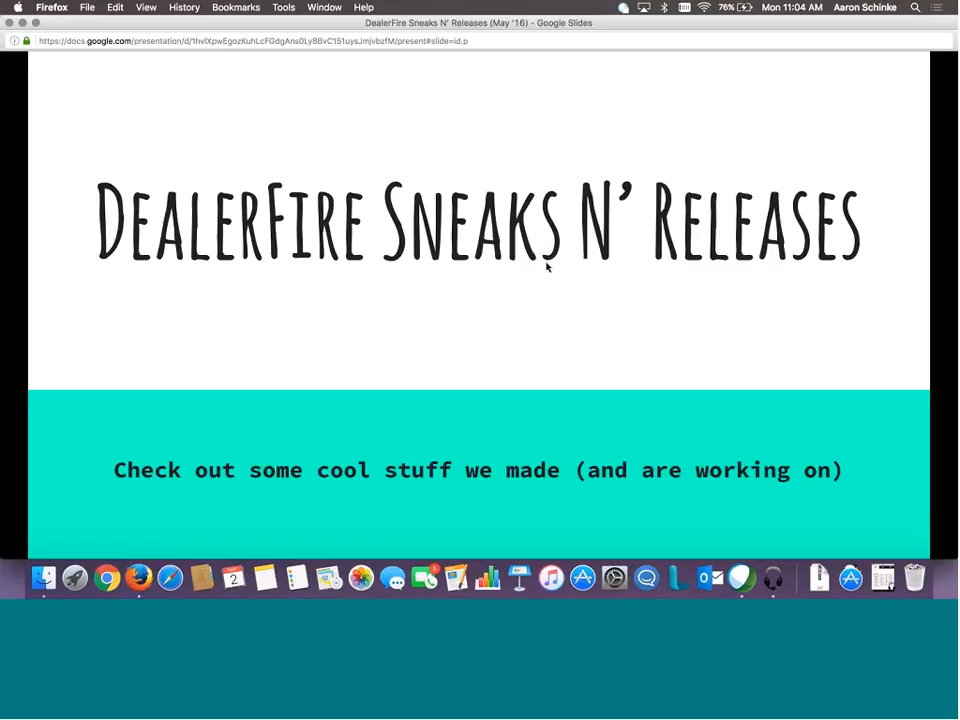 Firefox File Edit View History Bookmarks Tools Window Help 76% Mon 11:04 AM Aaron Schinke
DealerFire Sneaks N' Releases (May '16) - Google Slides
DealerFire Sneaks N' Releases
Check out some cool stuff we made (and are working on)